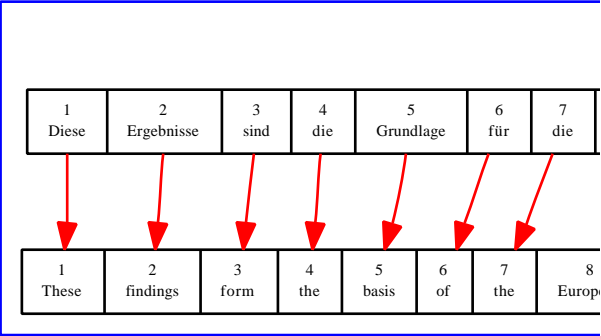 1 2 3 4 5 6 7
Diese Ergebnisse sind die Grundlage für die
1 2 3 4 5 6 7 8
These findings form the basis of the Europe